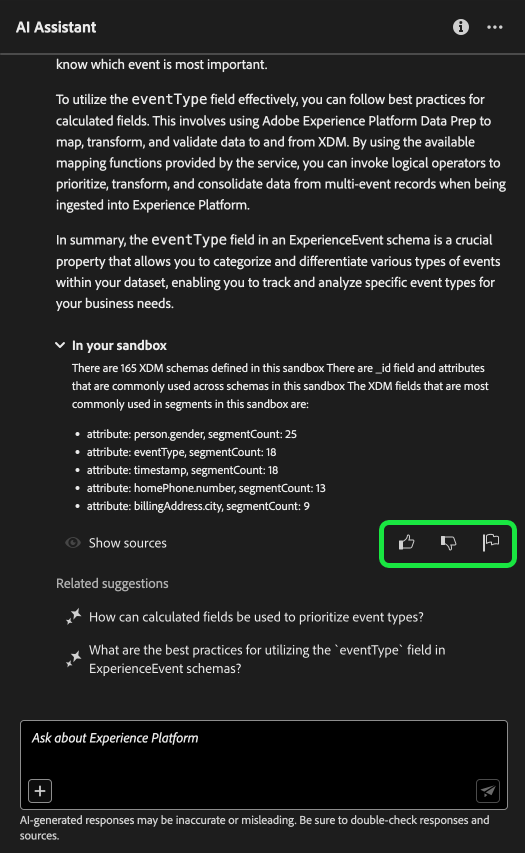 AI Assistant
know which event is most important.
To utilize the eventType field effectively, you can follow best practices for
calculated fields. This involves using Adobe Experience Platform Data Prep to
map, transform, and validate data to and from XDM. By using the available
mapping functions provided by the service, you can invoke logical operators to
prioritize, transform, and consolidate data from multi-event records when being
ingested into Experience Platform.
In summary, the eventType field in an ExperienceEvent schema is a crucial
property that allows you to categorize and differentiate various types of events
within your dataset, enabling you to track and analyze specific event types for
your business needs.
In your sandbox
There are 165 XDM schemas defined in this sandbox There are _id field and attributes
that are commonly used across schemas in this sandbox The XDM fields that are most
commonly used in segments in this sandbox are:
• attribute: person.gender, segmentCount: 25
• attribute: eventType, segmentCount: 18
• attribute: timestamp, segmentCount: 18
• attribute: homePhone.number, segmentCount: 13
• attribute: billingAddress.city, segmentCount: 9
Show sources
Related suggestions
How can calculated fields be used to prioritize event types?
What are the best practices for utilizing the `eventType` field in
ExperienceEvent schemas?
Ask about Experience Platform
AI-generated responses may be inaccurate or misleading. Be sure to double-check responses and
sources.